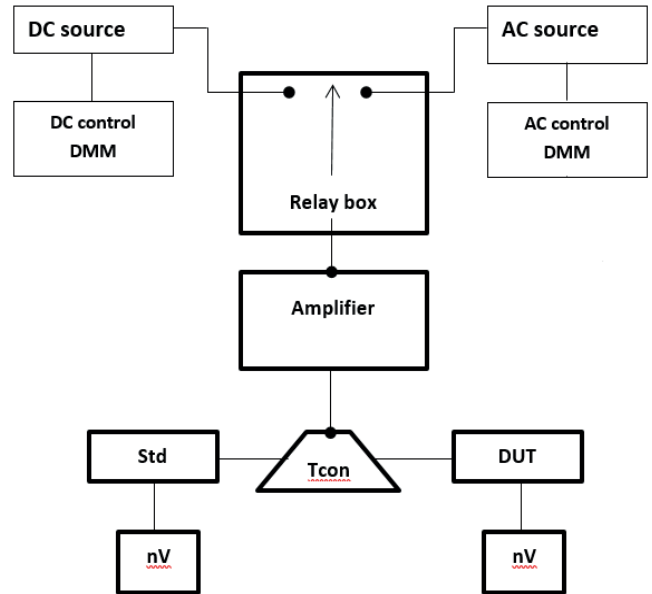 DC source
AC source
DC control
DMM
AC control
DMM
Relay box
Amplifier
Std
Tcon
DUT
nV
nV